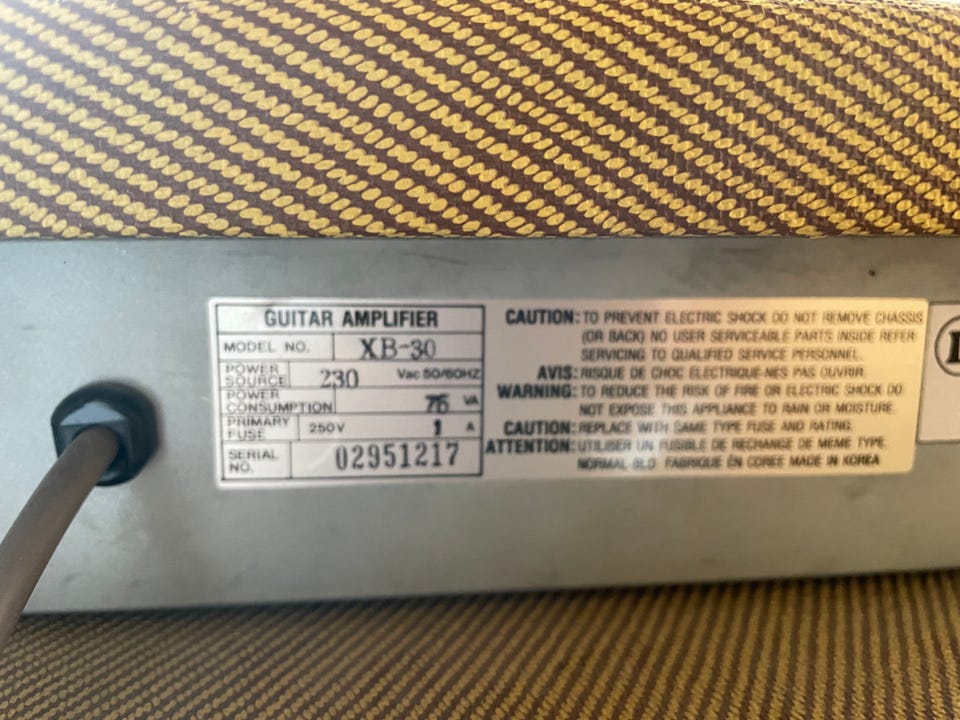 GUITAR AMPLIFIER
MODEL NO. XB-30
POWER SOURCE 230 Vac 50/60HZ
POWER CONSUMPTION 76 VA
PRIMARY FUSE 250V 1 A
SERIAL NO. 02951217
CAUTION: TO PREVENT ELECTRIC SHOCK DO NOT REMOVE CHASSIS
(OR BACK) NO USER SERVICEABLE PARTS INSIDE REFER
SERVICING TO QUALIFIED SERVICE PERSONNEL.
AVIS: RISQUE DE CHOC ELECTRIQUE-NES PAS OUVRIR.
WARNING: TO REDUCE THE RISK OF FIRE OR ELECTRIC SHOCK DO
NOT EXPOSE THIS APPLIANCE TO RAIN OR MOISTURE.
CAUTION: REPLACE WITH SAME TYPE FUSE AND RATING.
ATTENTION: UTILISER UN FUSIBLE DE RECHANGE DE MEME TYPE.
NORMAL-BLO FABRIQUE EN COREE MADE IN KOREA